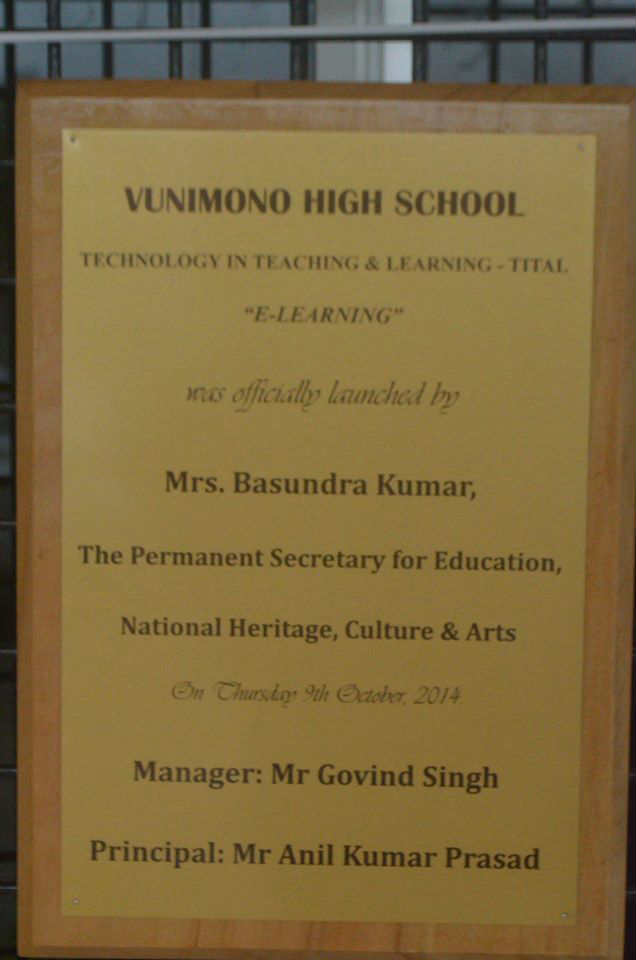 VUNIMONO HIGH SCHOOL
TECHNOLOGY IN TEACHING & LEARNING - TITAL
"E-LEARNING"
was officially launched by
Mrs. Basundra Kumar,
The Permanent Secretary for Education,
National Heritage, Culture & Arts
On Thursday 9th October, 2014
Manager: Mr Govind Singh
Principal: Mr Anil Kumar Prasad